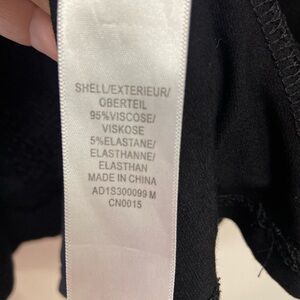 SHELL/EXTERIEUR/
OBERTEIL
95%VISCOSE/
VISKOSE
5%ELASTANE/
ELASTHANNE/
ELASTHAN
MADE IN CHINA
AD1S300099 M
CN0015